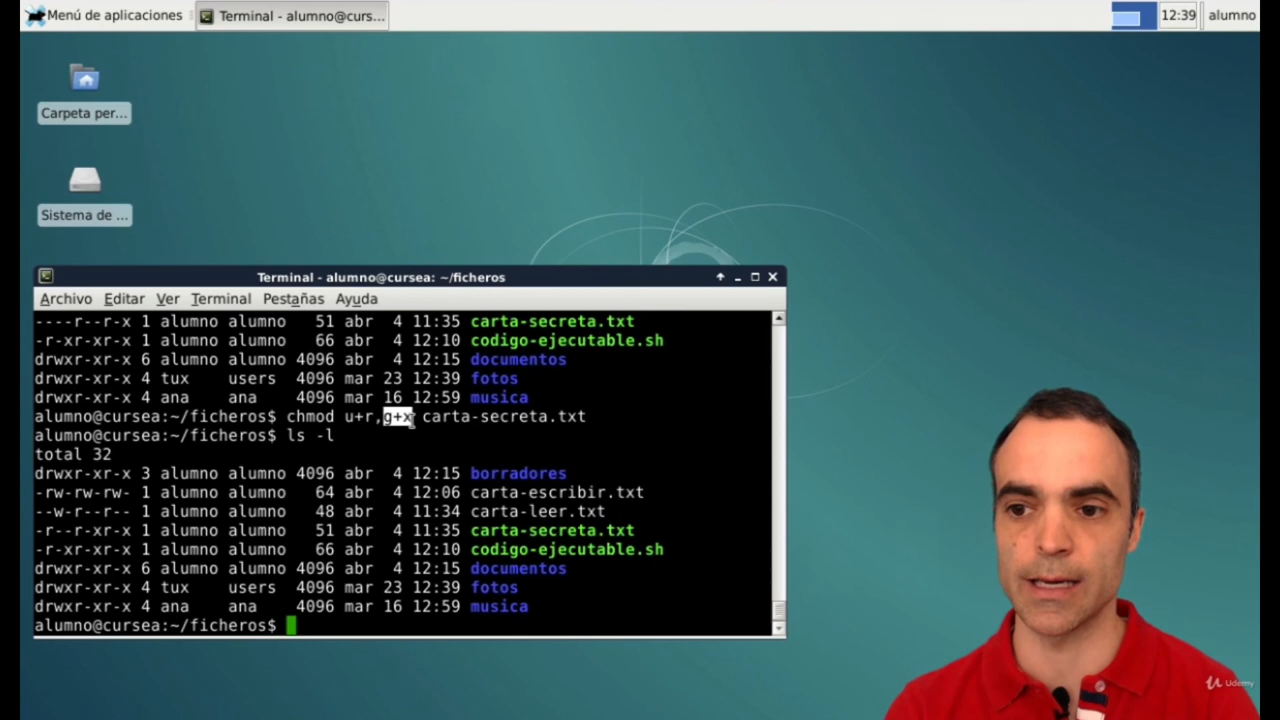 Menú de aplicaciones
Terminal - alumno@curs...
12:39
alumno
Carpeta per...
Sistema de ...
Terminal - alumno@cursea: ~/ficheros
Archivo Editar Ver Terminal Pestañas Ayuda
----r--r-x 1 alumno alumno 51 abr 4 11:35 carta-secreta.txt
-r-xr-xr-x 1 alumno alumno 66 abr 4 12:10 codigo-ejecutable.sh
drwxr-xr-x 6 alumno alumno 4096 abr 4 12:15 documentos
drwxr-xr-x 4 tux users 4096 mar 23 12:39 fotos
drwxr-xr-x 4 ana ana 4096 mar 16 12:59 musica
alumno@cursea:~/ficheros$ chmod u+r,g+x carta-secreta.txt
alumno@cursea:~/ficheros$ ls -l
total 32
drwxr-xr-x 3 alumno alumno 4096 abr 4 12:15 borradores
-rw-rw-rw- 1 alumno alumno 64 abr 4 12:06 carta-escribir.txt
--w-r--r-- 1 alumno alumno 48 abr 4 11:34 carta-leer.txt
-r--r-xr-x 1 alumno alumno 51 abr 4 11:35 carta-secreta.txt
-r-xr-xr-x 1 alumno alumno 66 abr 4 12:10 codigo-ejecutable.sh
drwxr-xr-x 6 alumno alumno 4096 abr 4 12:15 documentos
drwxr-xr-x 4 tux users 4096 mar 23 12:39 fotos
drwxr-xr-x 4 ana ana 4096 mar 16 12:59 musica
alumno@cursea:~/ficheros$
Udemy